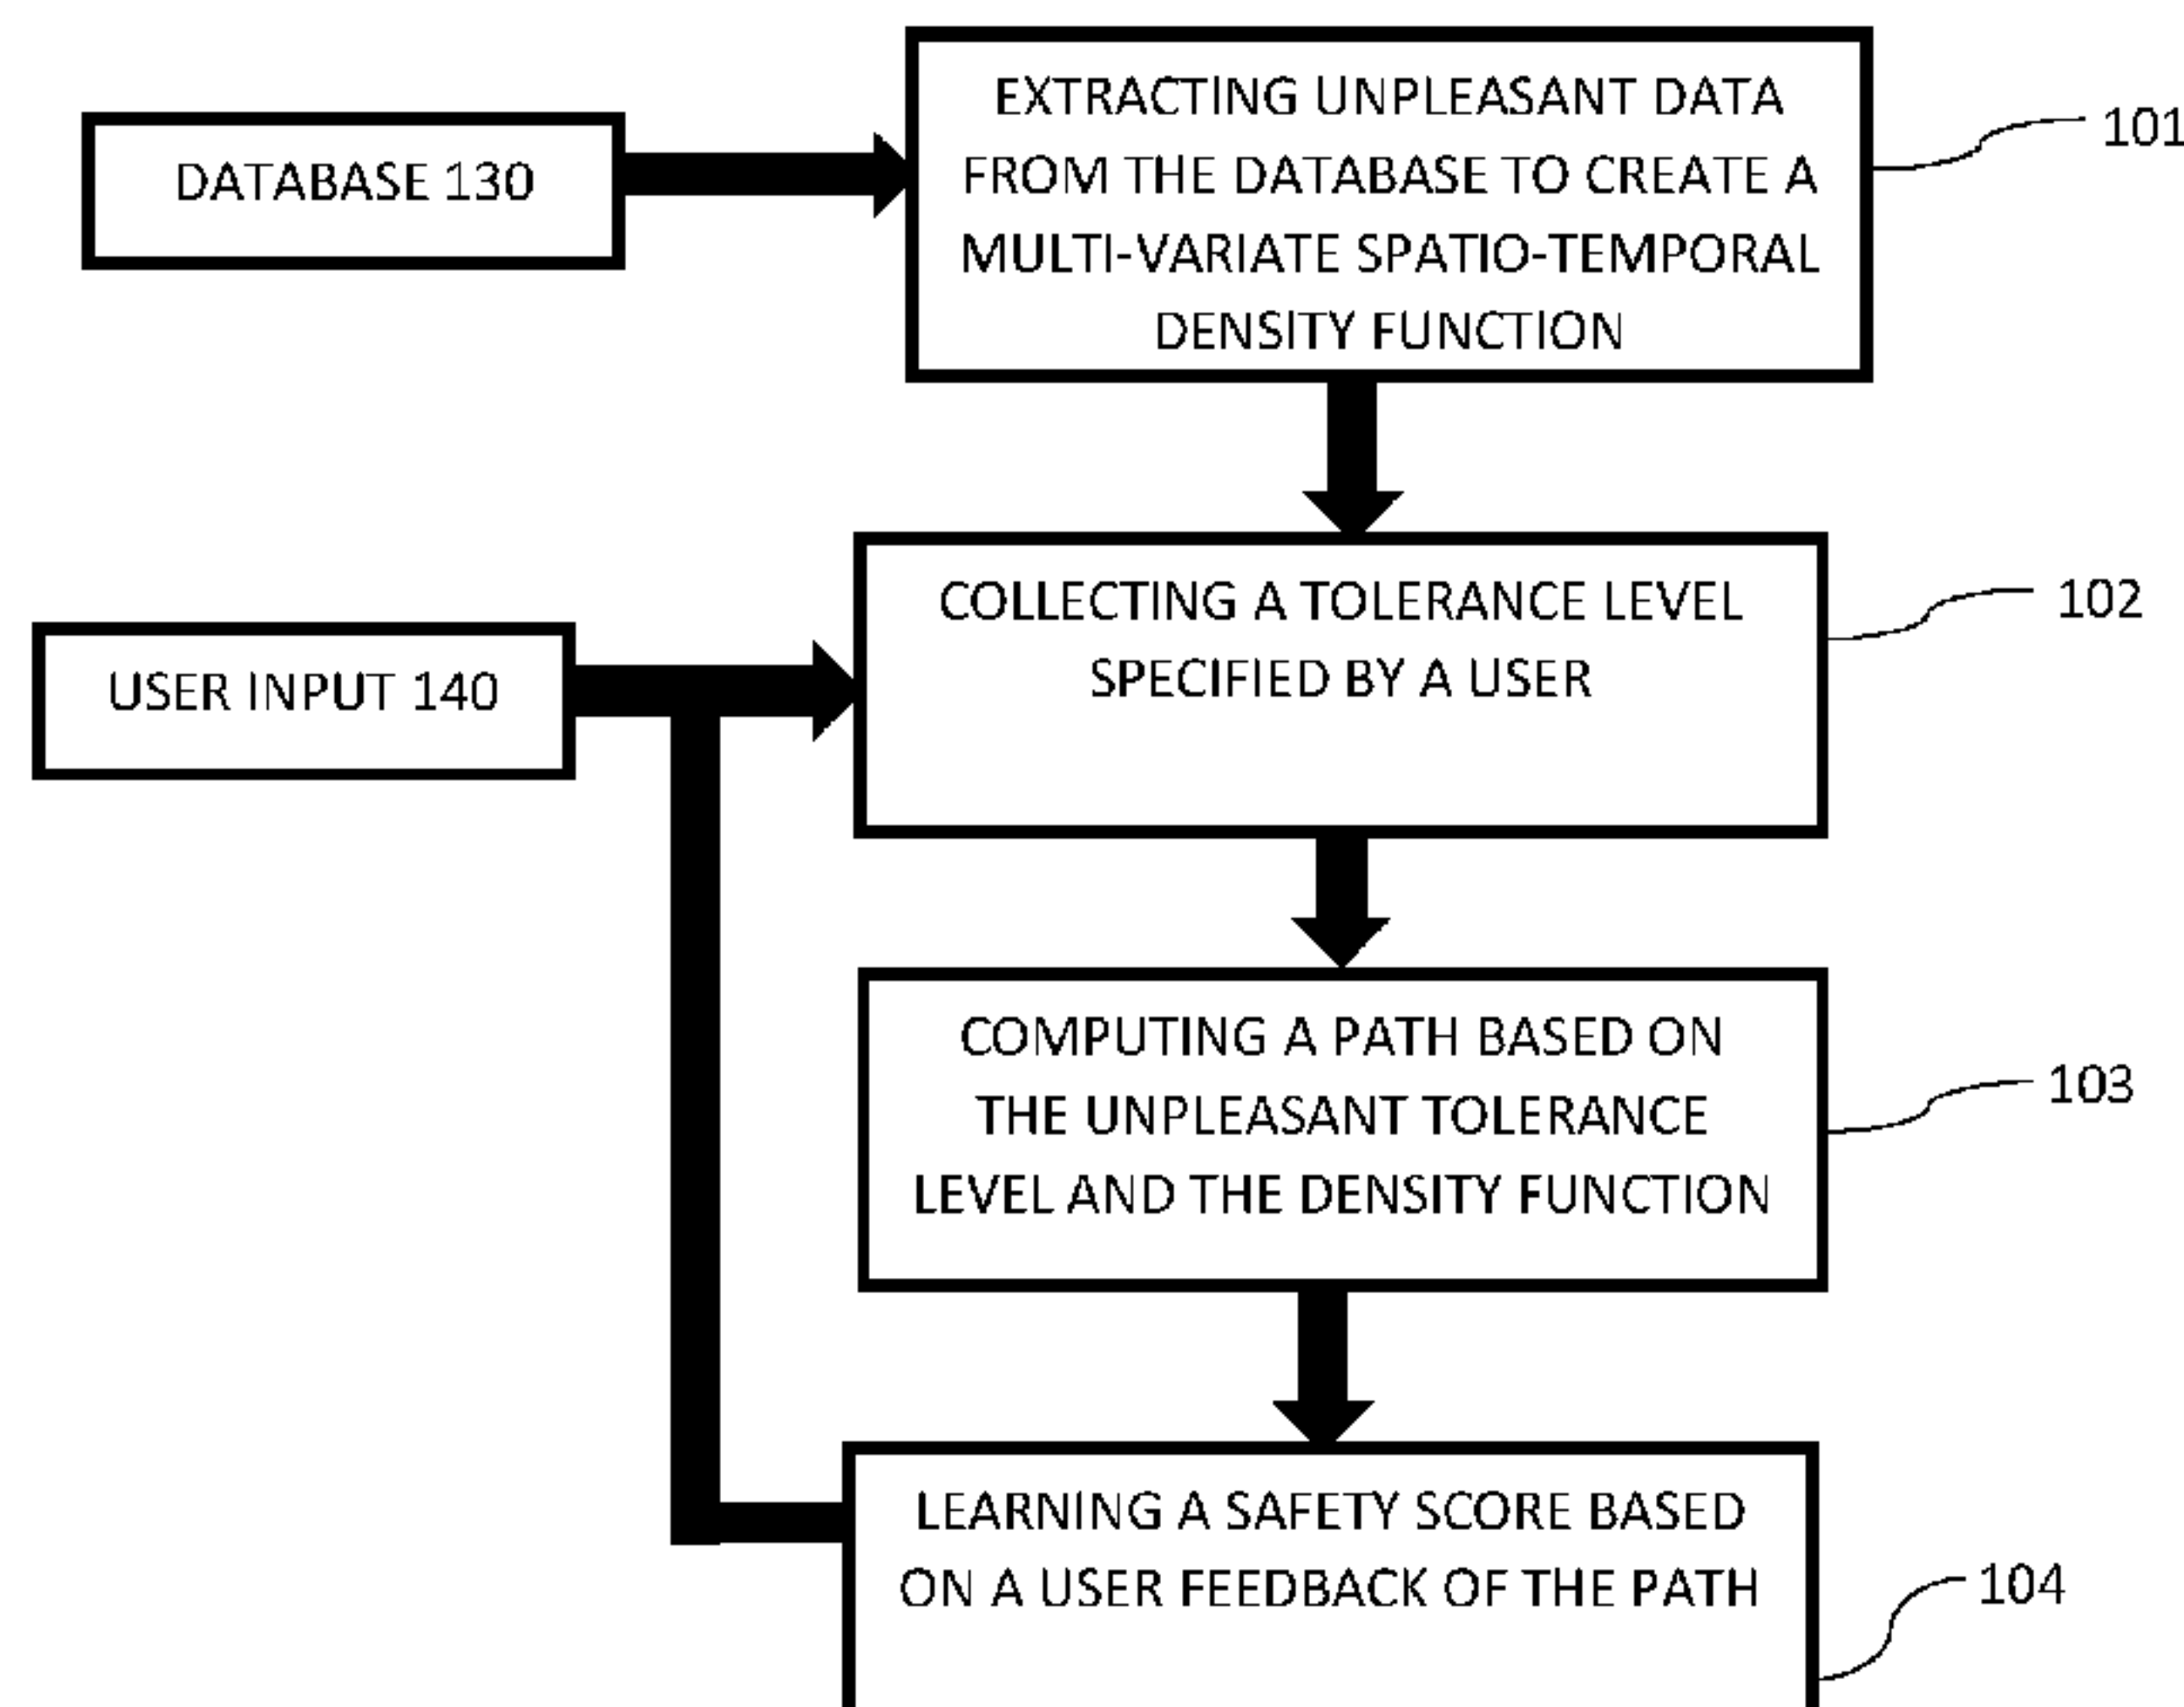 DATABASE 130
EXTRACTING UNPLEASANT DATA
FROM THE DATABASE TO CREATE A
MULTI-VARIATE SPATIO-TEMPORAL
DENSITY FUNCTION
101
USER INPUT 140
COLLECTING A TOLERANCE LEVEL
SPECIFIED BY A USER
102
COMPUTING A PATH BASED ON
THE UNPLEASANT TOLERANCE
LEVEL AND THE DENSITY FUNCTION
103
LEARNING A SAFETY SCORE BASED
ON A USER FEEDBACK OF THE PATH
104